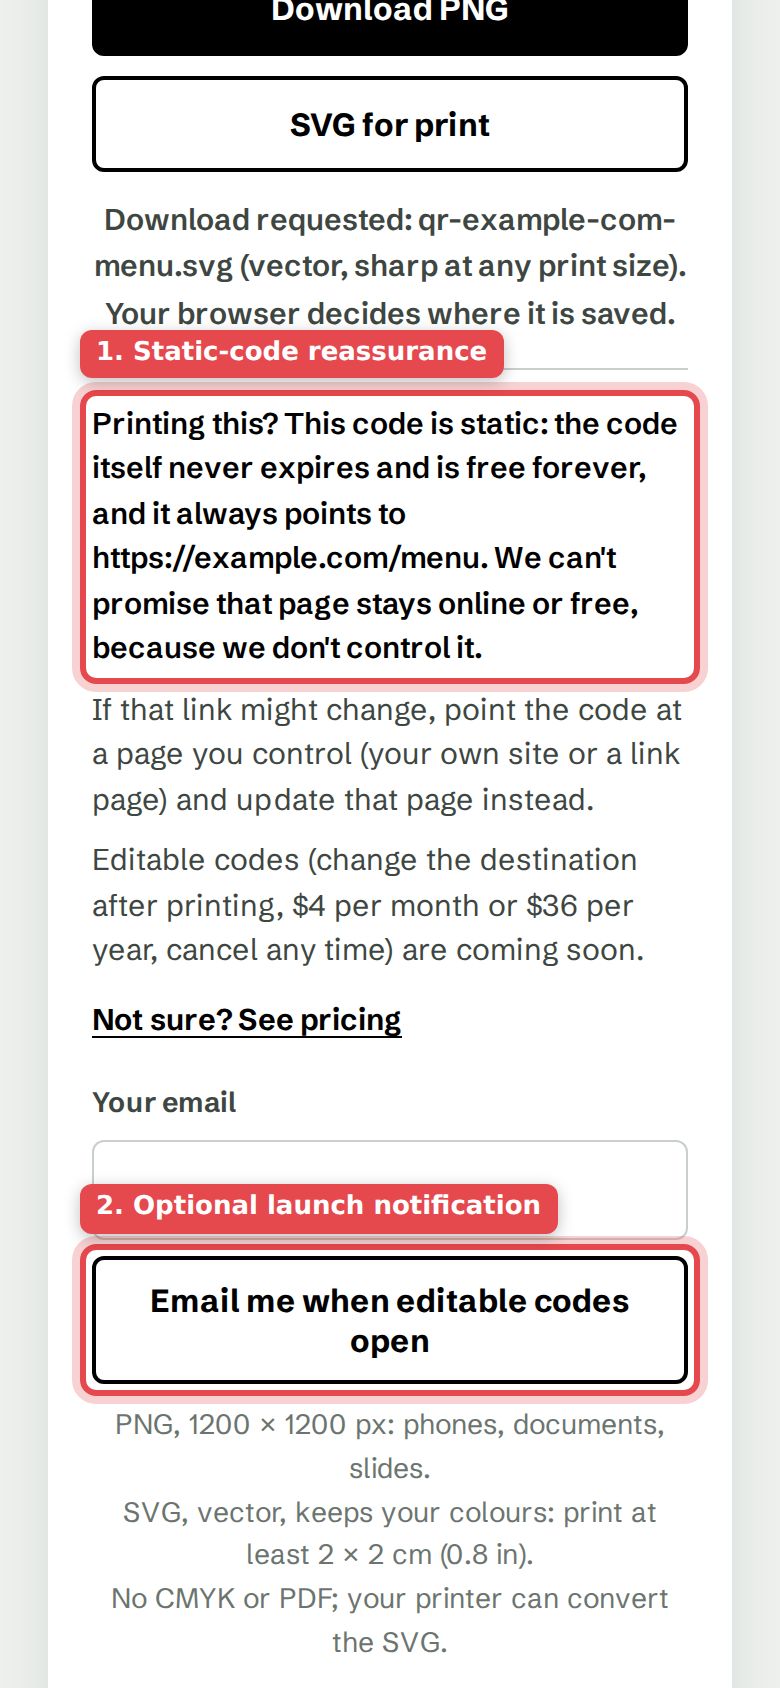 Download PNG
SVG for print
Download requested: qr-example-com-
menu.svg (vector, sharp at any print size).
Your browser decides where it is saved.
1. Static-code reassurance
Printing this? This code is static: the code
itself never expires and is free forever,
and it always points to
https://example.com/menu. We can't
promise that page stays online or free,
because we don't control it.
If that link might change, point the code at
a page you control (your own site or a link
page) and update that page instead.
Editable codes (change the destination
after printing, $4 per month or $36 per
year, cancel any time) are coming soon.
Not sure? See pricing
Your email
2. Optional launch notification
Email me when editable codes
open
PNG, 1200 × 1200 px: phones, documents,
slides.
SVG, vector, keeps your colours: print at
least 2 × 2 cm (0.8 in).
No CMYK or PDF; your printer can convert
the SVG.